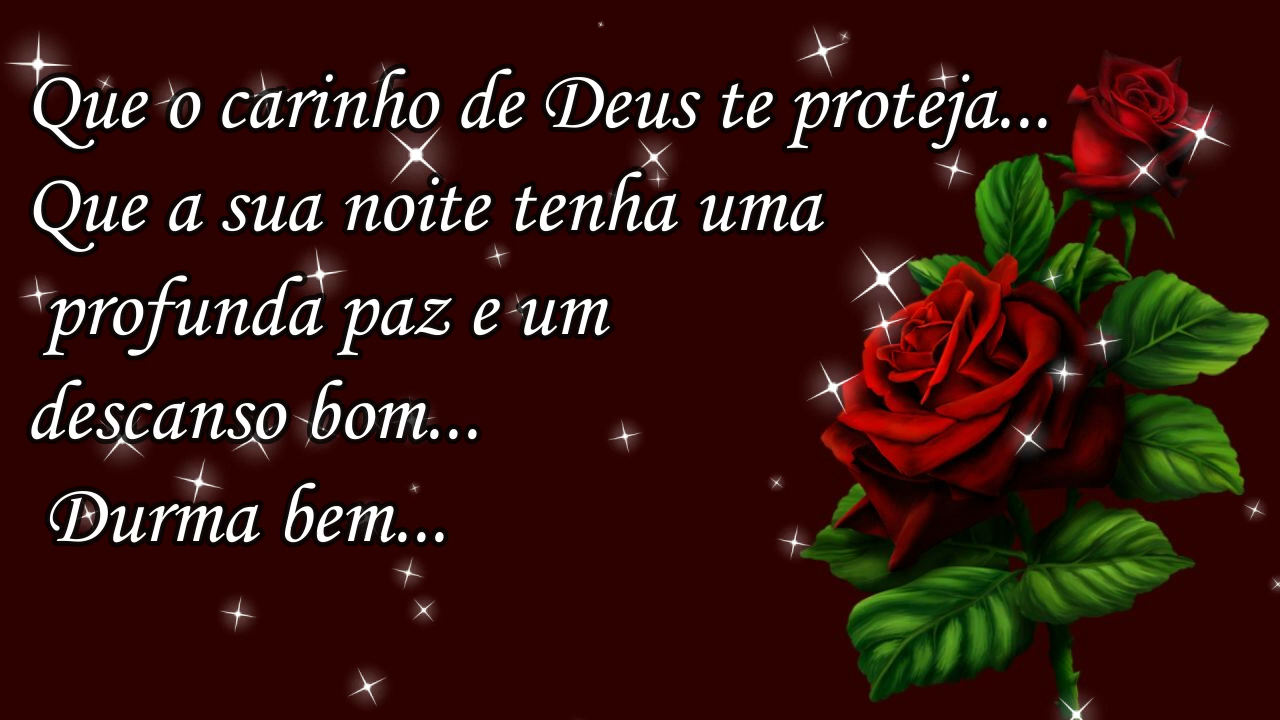 Que o carinho de Deus te proteja...
Que a sua noite tenha uma
profunda paz e um
descanso bom...
Durma bem...